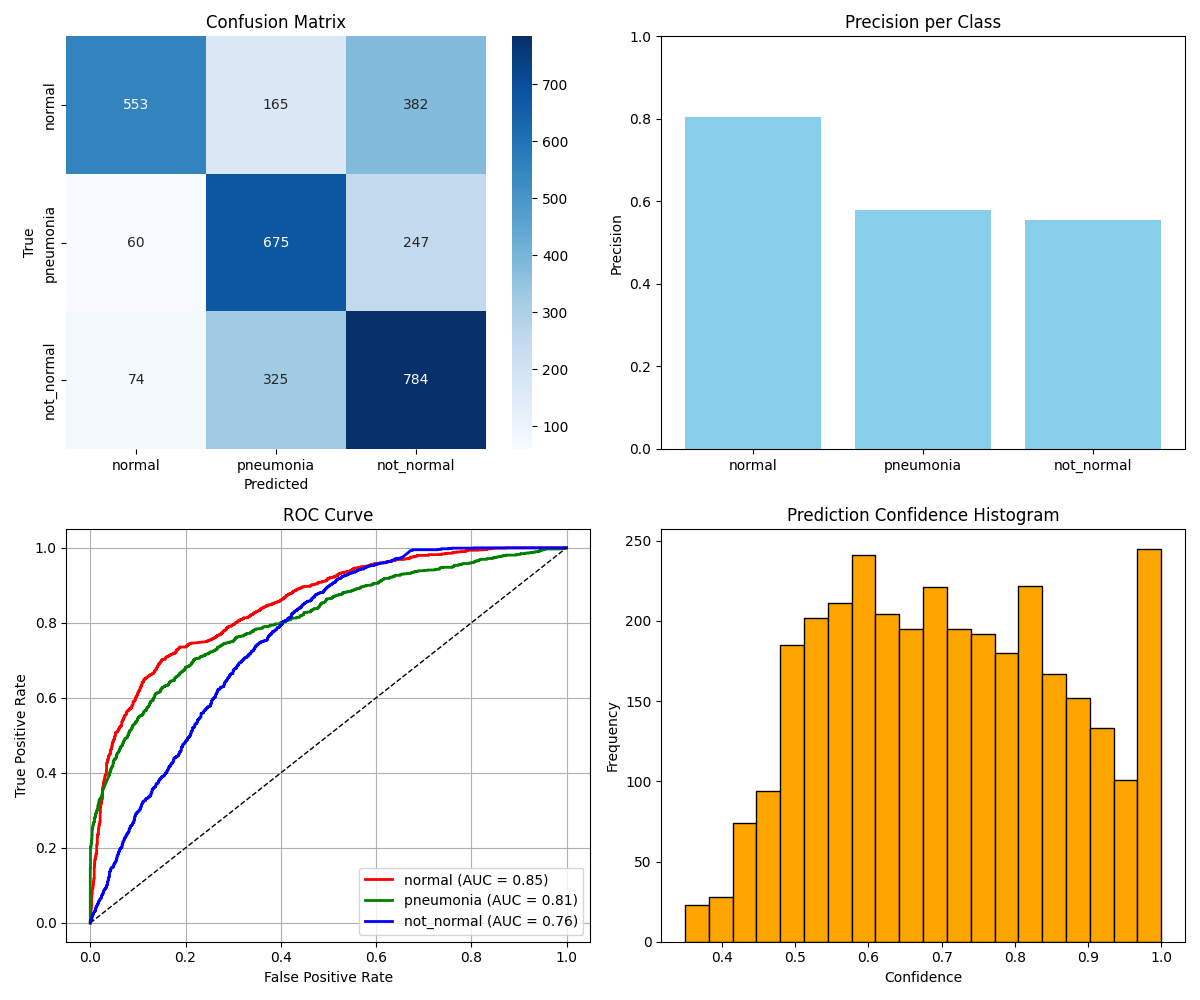 Confusion Matrix
True
normal
pneumonia
not_normal
553 165 382
60 675 247
74 325 784
normal pneumonia not_normal
Predicted
700
600
500
400
300
200
100
Precision per Class
Precision
1.0
0.8
0.6
0.4
0.2
0.0
normal pneumonia not_normal
ROC Curve
True Positive Rate
1.0
0.8
0.6
0.4
0.2
0.0
normal (AUC = 0.85)
pneumonia (AUC = 0.81)
not_normal (AUC = 0.76)
0.0 0.2 0.4 0.6 0.8 1.0
False Positive Rate
Prediction Confidence Histogram
Frequency
250
200
150
100
50
0
0.4 0.5 0.6 0.7 0.8 0.9 1.0
Confidence